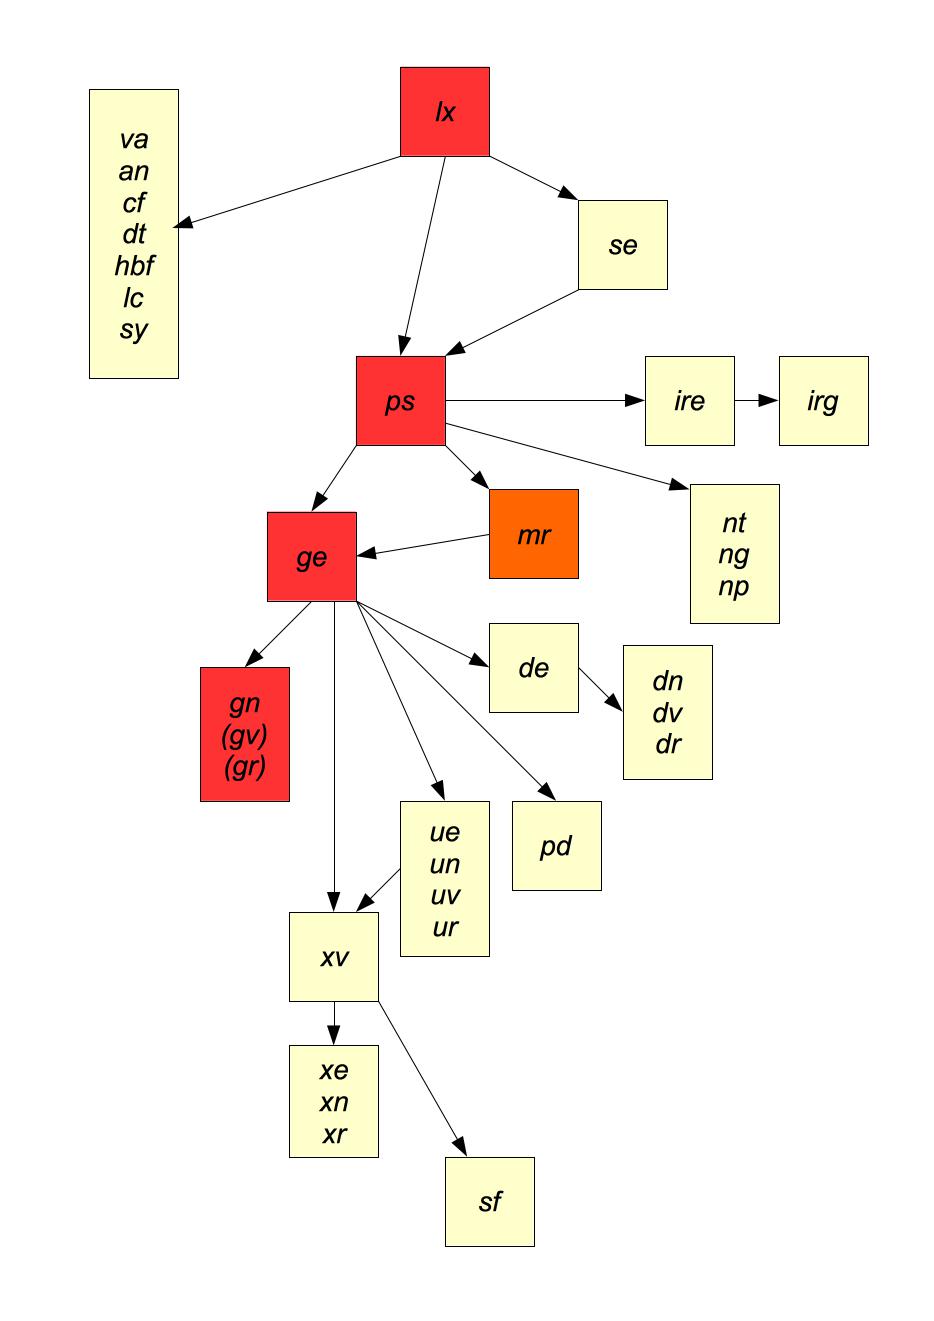 lx
va
an
cf
dt
hbf
lc
sy
se
ps
ire
irg
mr
nt
ng
np
ge
de
dn
dv
dr
gn
(gv)
(gr)
ue
un
uv
ur
pd
xv
xe
xn
xr
sf